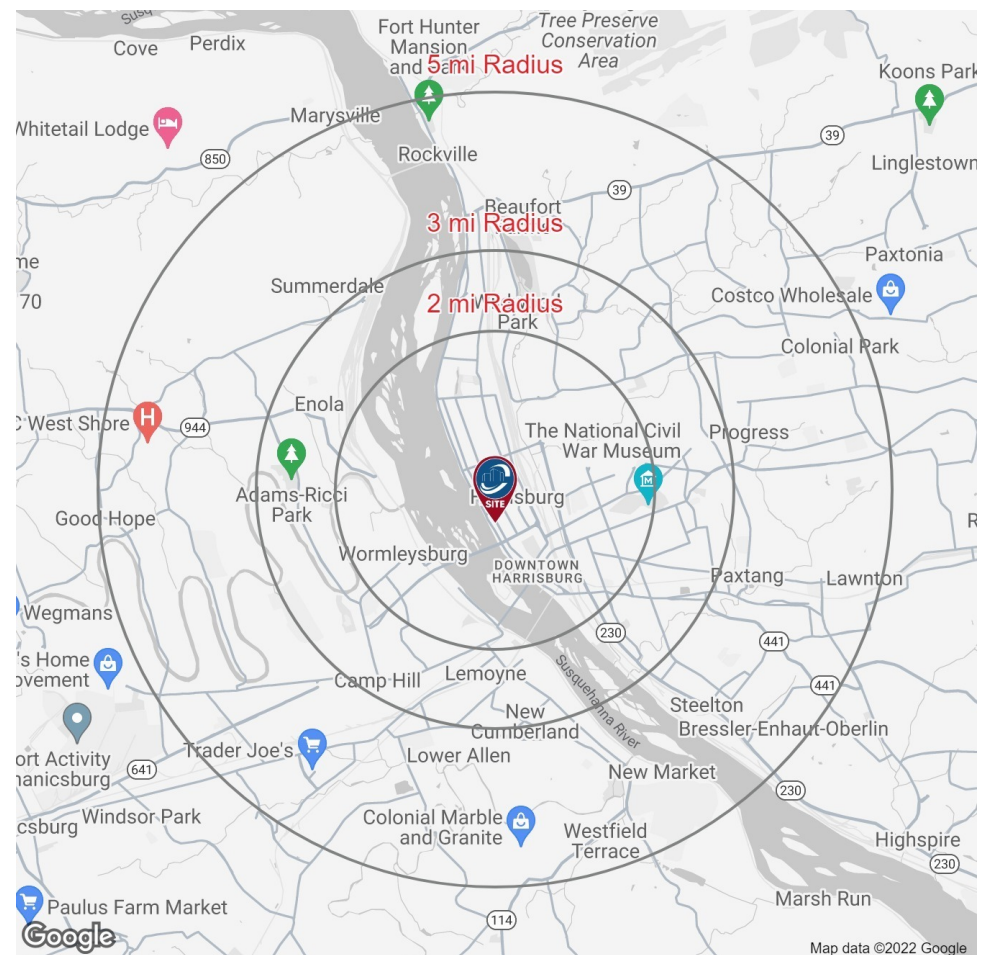 Cove
Perdix
Fort Hunter
Mansion
and
5 mi Radius
Tree Preserve
Conservation
Area
Koons Park
Whitetail Lodge
Marysville
39
850
Rockville
Linglestown
39
Beaufort
3 mi Radius
Paxtonia
70
Summerdale
Costco Wholesale
2 mi Radius
Park
Colonial Park
Enola
West Shore
H
944
The National Civil
War Museum
Progress
M
Adams-Ricci
Park
SITE
Good Hope
Wormleysburg
DOWNTOWN
HARRISBURG
Paxtang
Lawnton
Wegmans
230
441
's Home
Camp Hill
Lemoyne
Susquehanna River
441
Steelton
New
Cumberland
Bressler-Enhaut-Oberlin
Trader Joe's
Lower Allen
ort Activity
641
New Market
230
Windsor Park
Colonial Marble
and Granite
Westfield
Terrace
Highspire
230
Marsh Run
Paulus Farm Market
114
Google
Map data ©2022 Google